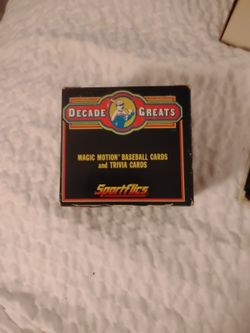 DECADE GREATS
MAGIC MOTION BASEBALL CARDS
and TRIVIA CARDS
Sportflics